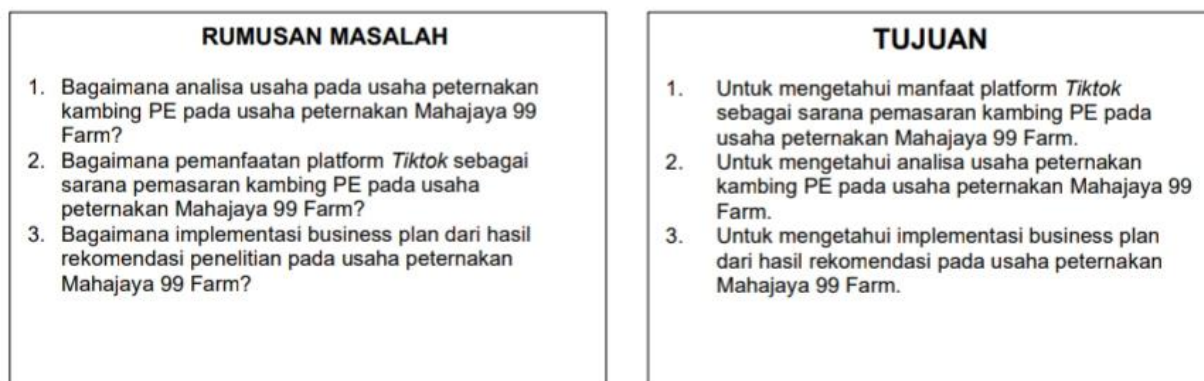 RUMUSAN MASALAH
1. Bagaimana analisa usaha pada usaha peternakan
kambing PE pada usaha peternakan Mahajaya 99
Farm?
2. Bagaimana pemanfaatan platform Tiktok sebagai
sarana pemasaran kambing PE pada usaha
peternakan Mahajaya 99 Farm?
3. Bagaimana implementasi business plan dari hasil
rekomendasi penelitian pada usaha peternakan
Mahajaya 99 Farm?
TUJUAN
1. Untuk mengetahui manfaat platform Tiktok
sebagai sarana pemasaran kambing PE pada
usaha peternakan Mahajaya 99 Farm.
2. Untuk mengetahui analisa usaha peternakan
kambing PE pada usaha peternakan Mahajaya 99
Farm.
3. Untuk mengetahui implementasi business plan
dari hasil rekomendasi pada usaha peternakan
Mahajaya 99 Farm.